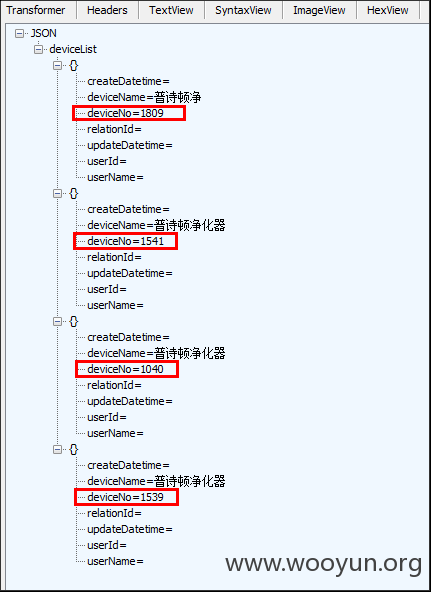 Transformer Headers TextView SyntaxView ImageView HexView
JSON
deviceList
{}
createDatetime=
deviceName=普诗顿净
deviceNo=1809
relationId=
updateDatetime=
userId=
userName=
{}
createDatetime=
deviceName=普诗顿净化器
deviceNo=1541
relationId=
updateDatetime=
userId=
userName=
{}
createDatetime=
deviceName=普诗顿净化器
deviceNo=1040
relationId=
updateDatetime=
userId=
userName=
{}
createDatetime=
deviceName=普诗顿净化器
deviceNo=1539
relationId=
updateDatetime=
userId=
userName=
www.wooyun.org